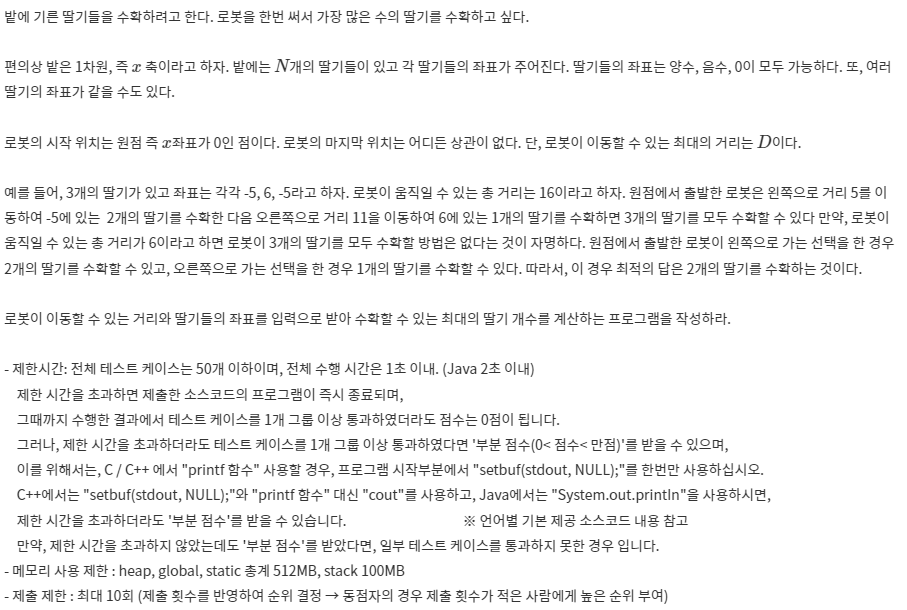 밭에 기른 딸기들을 수확하려고 한다. 로봇을 한번 써서 가장 많은 수의 딸기를 수확하고 싶다.
편의상 밭은 1차원, 즉 x 축이라고 하자. 밭에는 N개의 딸기들이 있고 각 딸기들의 좌표가 주어진다. 딸기들의 좌표는 양수, 음수, 0이 모두 가능하다. 또, 여러
딸기의 좌표가 같을 수도 있다.
로봇의 시작 위치는 원점 즉 x좌표가 0인 점이다. 로봇의 마지막 위치는 어디든 상관이 없다. 단, 로봇이 이동할 수 있는 최대의 거리는 D이다.
예를 들어, 3개의 딸기가 있고 좌표는 각각 -5, 6, -5라고 하자. 로봇이 움직일 수 있는 총 거리는 16이라고 하자. 원점에서 출발한 로봇은 왼쪽으로 거리 5를 이
동하여 -5에 있는 2개의 딸기를 수확한 다음 오른쪽으로 거리 11을 이동하여 6에 있는 1개의 딸기를 수확하면 3개의 딸기를 모두 수확할 수 있다 만약, 로봇이
움직일 수 있는 총 거리가 6이라고 하면 로봇이 3개의 딸기를 모두 수확할 방법은 없다는 것이 자명하다. 원점에서 출발한 로봇이 왼쪽으로 가는 선택을 한 경우
2개의 딸기를 수확할 수 있고, 오른쪽으로 가는 선택을 한 경우 1개의 딸기를 수확할 수 있다. 따라서, 이 경우 최적의 답은 2개의 딸기를 수확하는 것이다.
로봇이 이동할 수 있는 거리와 딸기들의 좌표를 입력으로 받아 수확할 수 있는 최대의 딸기 개수를 계산하는 프로그램을 작성하라.
- 제한시간: 전체 테스트 케이스는 50개 이하이며, 전체 수행 시간은 1초 이내. (Java 2초 이내)
제한 시간을 초과하면 제출한 소스코드의 프로그램이 즉시 종료되며,
그때까지 수행한 결과에서 테스트 케이스를 1개 그룹 이상 통과하였더라도 점수는 0점이 됩니다.
그러나, 제한 시간을 초과하더라도 테스트 케이스를 1개 그룹 이상 통과하였다면 '부분 점수(0< 점수< 만점)'를 받을 수 있으며,
이를 위해서는, C / C++ 에서 "printf 함수" 사용할 경우, 프로그램 시작부분에서 "setbuf(stdout, NULL);"를 한번만 사용하십시오.
C++에서는 "setbuf(stdout, NULL);"와 "printf 함수" 대신 "cout"를 사용하고, Java에서는 "System.out.println"을 사용하시면,
제한 시간을 초과하더라도 '부분 점수'를 받을 수 있습니다. ※ 언어별 기본 제공 소스코드 내용 참고
만약, 제한 시간을 초과하지 않았는데도 '부분 점수'를 받았다면, 일부 테스트 케이스를 통과하지 못한 경우 입니다.
- 메모리 사용 제한 : heap, global, static 총계 512MB, stack 100MB
- 제출 제한 : 최대 10회 (제출 횟수를 반영하여 순위 결정 → 동점자의 경우 제출 횟수가 적은 사람에게 높은 순위 부여)